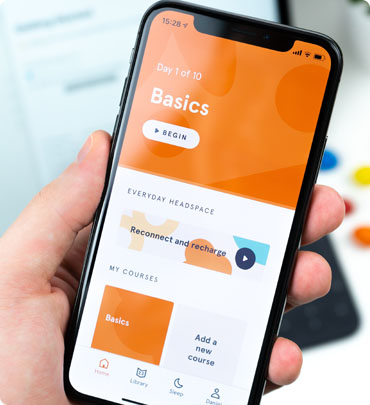 15:28
Day 1 of 10
Basics
BEGIN
EVERYDAY HEADSPACE
Reconnect and recharge
MY COURSES
Basics
Add a
new
course
Home
Library
Sleep
Daniel